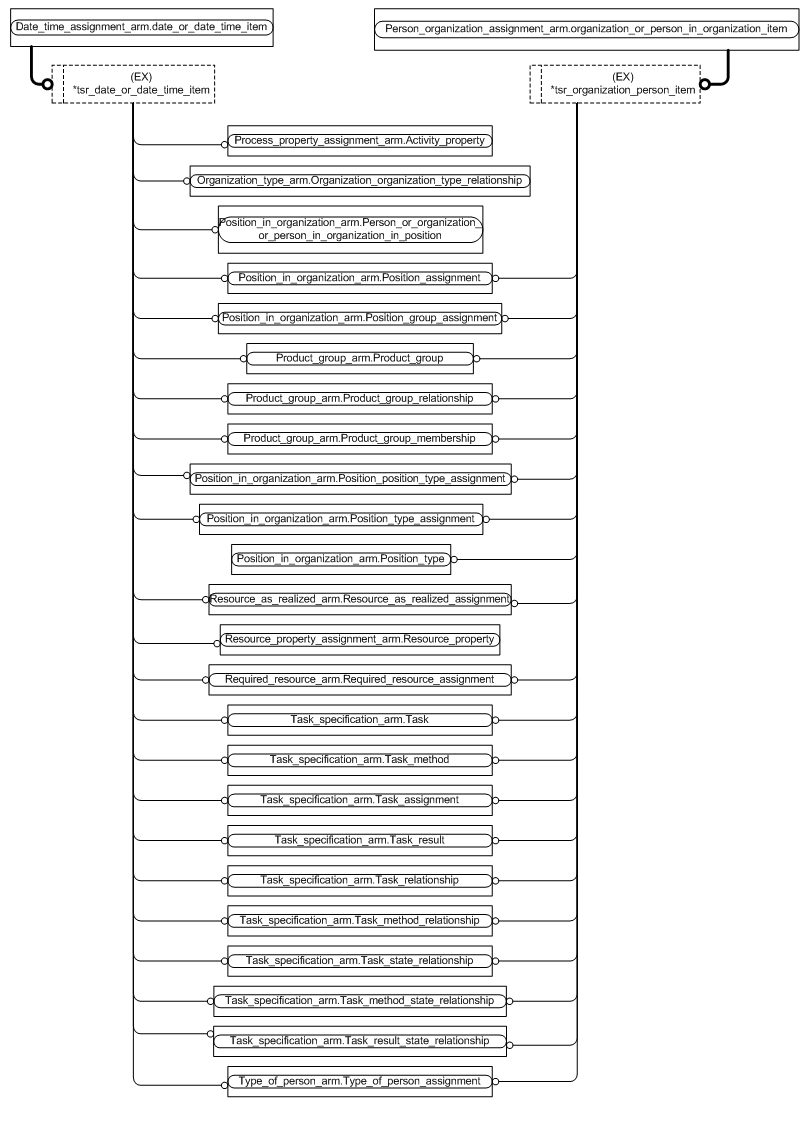 Date_time_assignment_arm.date_or_date_time_item
Person_organization_assignment_arm.organization_or_person_in_organization_item
(EX)
*tsr_date_or_date_time_item
(EX)
*tsr_organization_person_item
Process_property_assignment_arm.Activity_property
Organization_type_arm.Organization_organization_type_relationship
Position_in_organization_arm.Person_or_organization_
or_person_in_organization_in_position
Position_in_organization_arm.Position_assignment
Position_in_organization_arm.Position_group_assignment
Product_group_arm.Product_group
Product_group_arm.Product_group_relationship
Product_group_arm.Product_group_membership
Position_in_organization_arm.Position_position_type_assignment
Position_in_organization_arm.Position_type_assignment
Position_in_organization_arm.Position_type
Resource_as_realized_arm.Resource_as_realized_assignment
Resource_property_assignment_arm.Resource_property
Required_resource_arm.Required_resource_assignment
Task_specification_arm.Task
Task_specification_arm.Task_method
Task_specification_arm.Task_assignment
Task_specification_arm.Task_result
Task_specification_arm.Task_relationship
Task_specification_arm.Task_method_relationship
Task_specification_arm.Task_state_relationship
Task_specification_arm.Task_method_state_relationship
Task_specification_arm.Task_result_state_relationship
Type_of_person_arm.Type_of_person_assignment